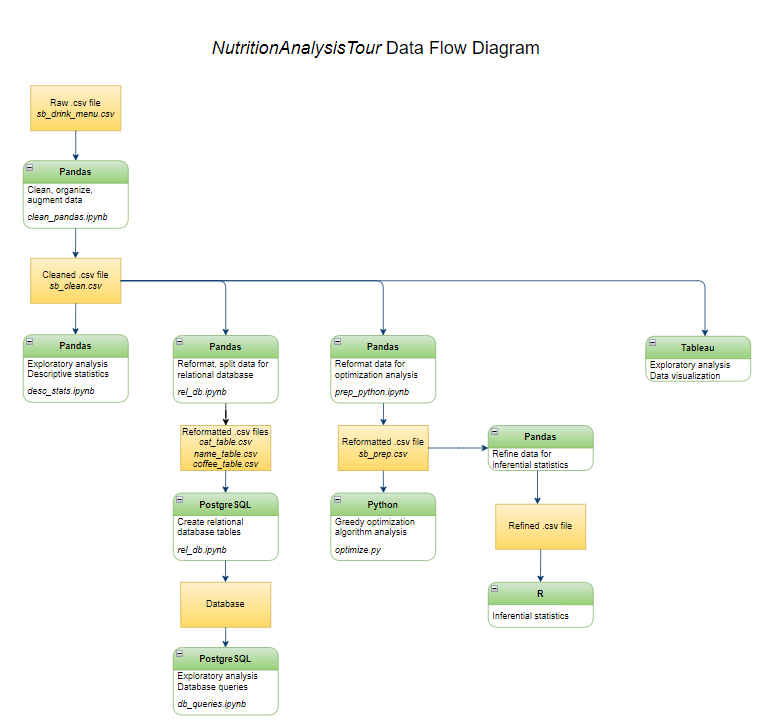 NutritionAnalysisTour Data Flow Diagram
Raw .csv file
sb_drink_menu.csv
Pandas
Clean, organize,
augment data
clean_pandas.ipynb
Cleaned .csv file
sb_clean.csv
Pandas
Exploratory analysis
Descriptive statistics
desc_stats.ipynb
Pandas
Reformat, split data for
relational database
rel_db.ipynb
Reformatted .csv files
cat_table.csv
name_table.csv
coffee_table.csv
PostgreSQL
Create relational
database tables
rel_db.ipynb
Database
PostgreSQL
Exploratory analysis
Database queries
db_queries.ipynb
Pandas
Reformat data for
optimization analysis
prep_python.ipynb
Reformatted .csv file
sb_prep.csv
Python
Greedy optimization
algorithm analysis
optimize.py
Pandas
Refine data for
inferential statistics
Refined .csv file
R
Inferential statistics
Tableau
Exploratory analysis
Data visualization